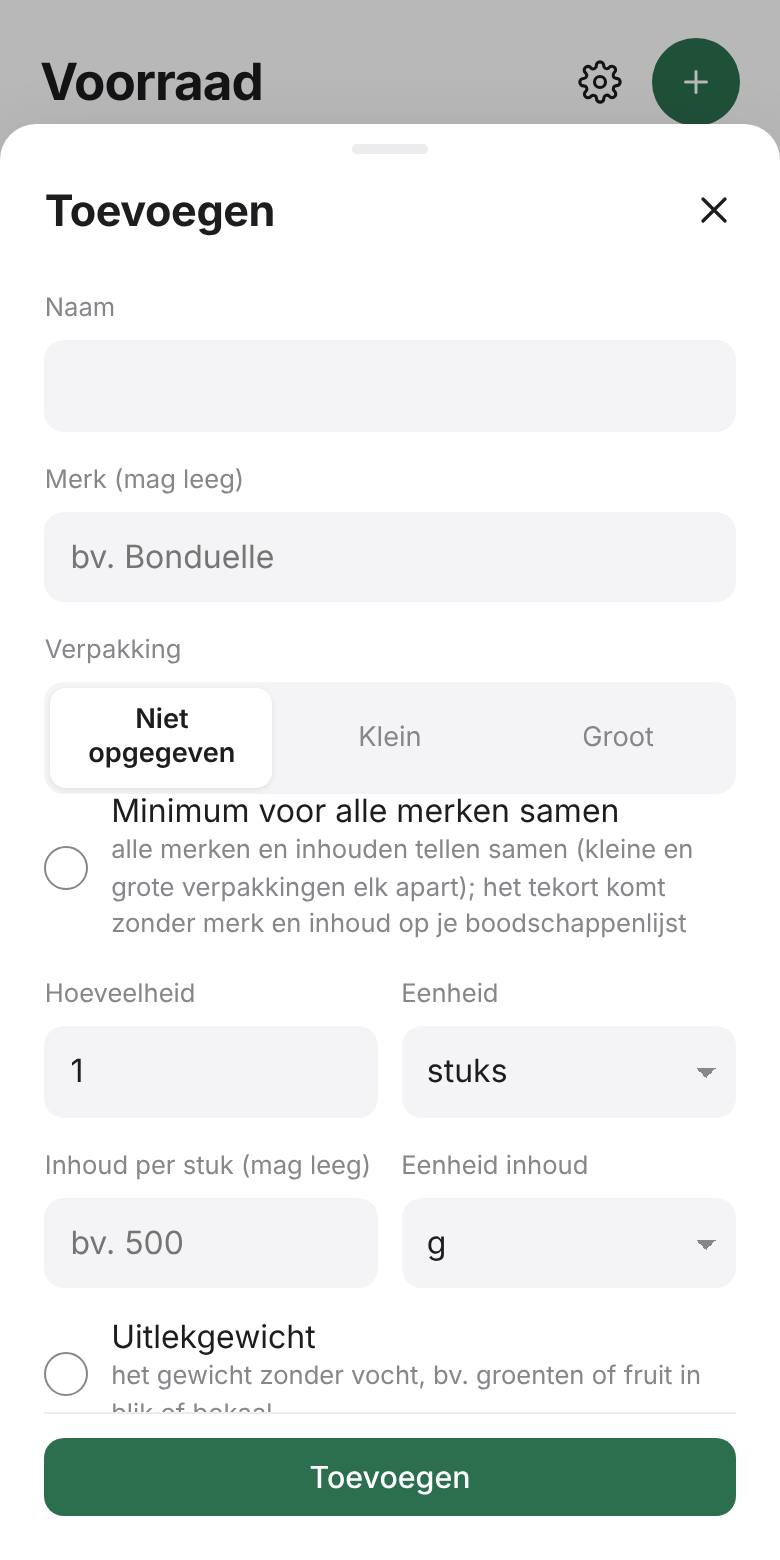 Voorraad
Toevoegen
Naam
Merk (mag leeg)
bv. Bonduelle
Verpakking
Niet
opgegeven
Klein
Groot
Minimum voor alle merken samen
alle merken en inhouden tellen samen (kleine en
grote verpakkingen elk apart); het tekort komt
zonder merk en inhoud op je boodschappenlijst
Hoeveelheid
Eenheid
1
stuks
Inhoud per stuk (mag leeg)
Eenheid inhoud
bv. 500
g
Uitlekgewicht
het gewicht zonder vocht, bv. groenten of fruit in
blik of bokaal
Toevoegen